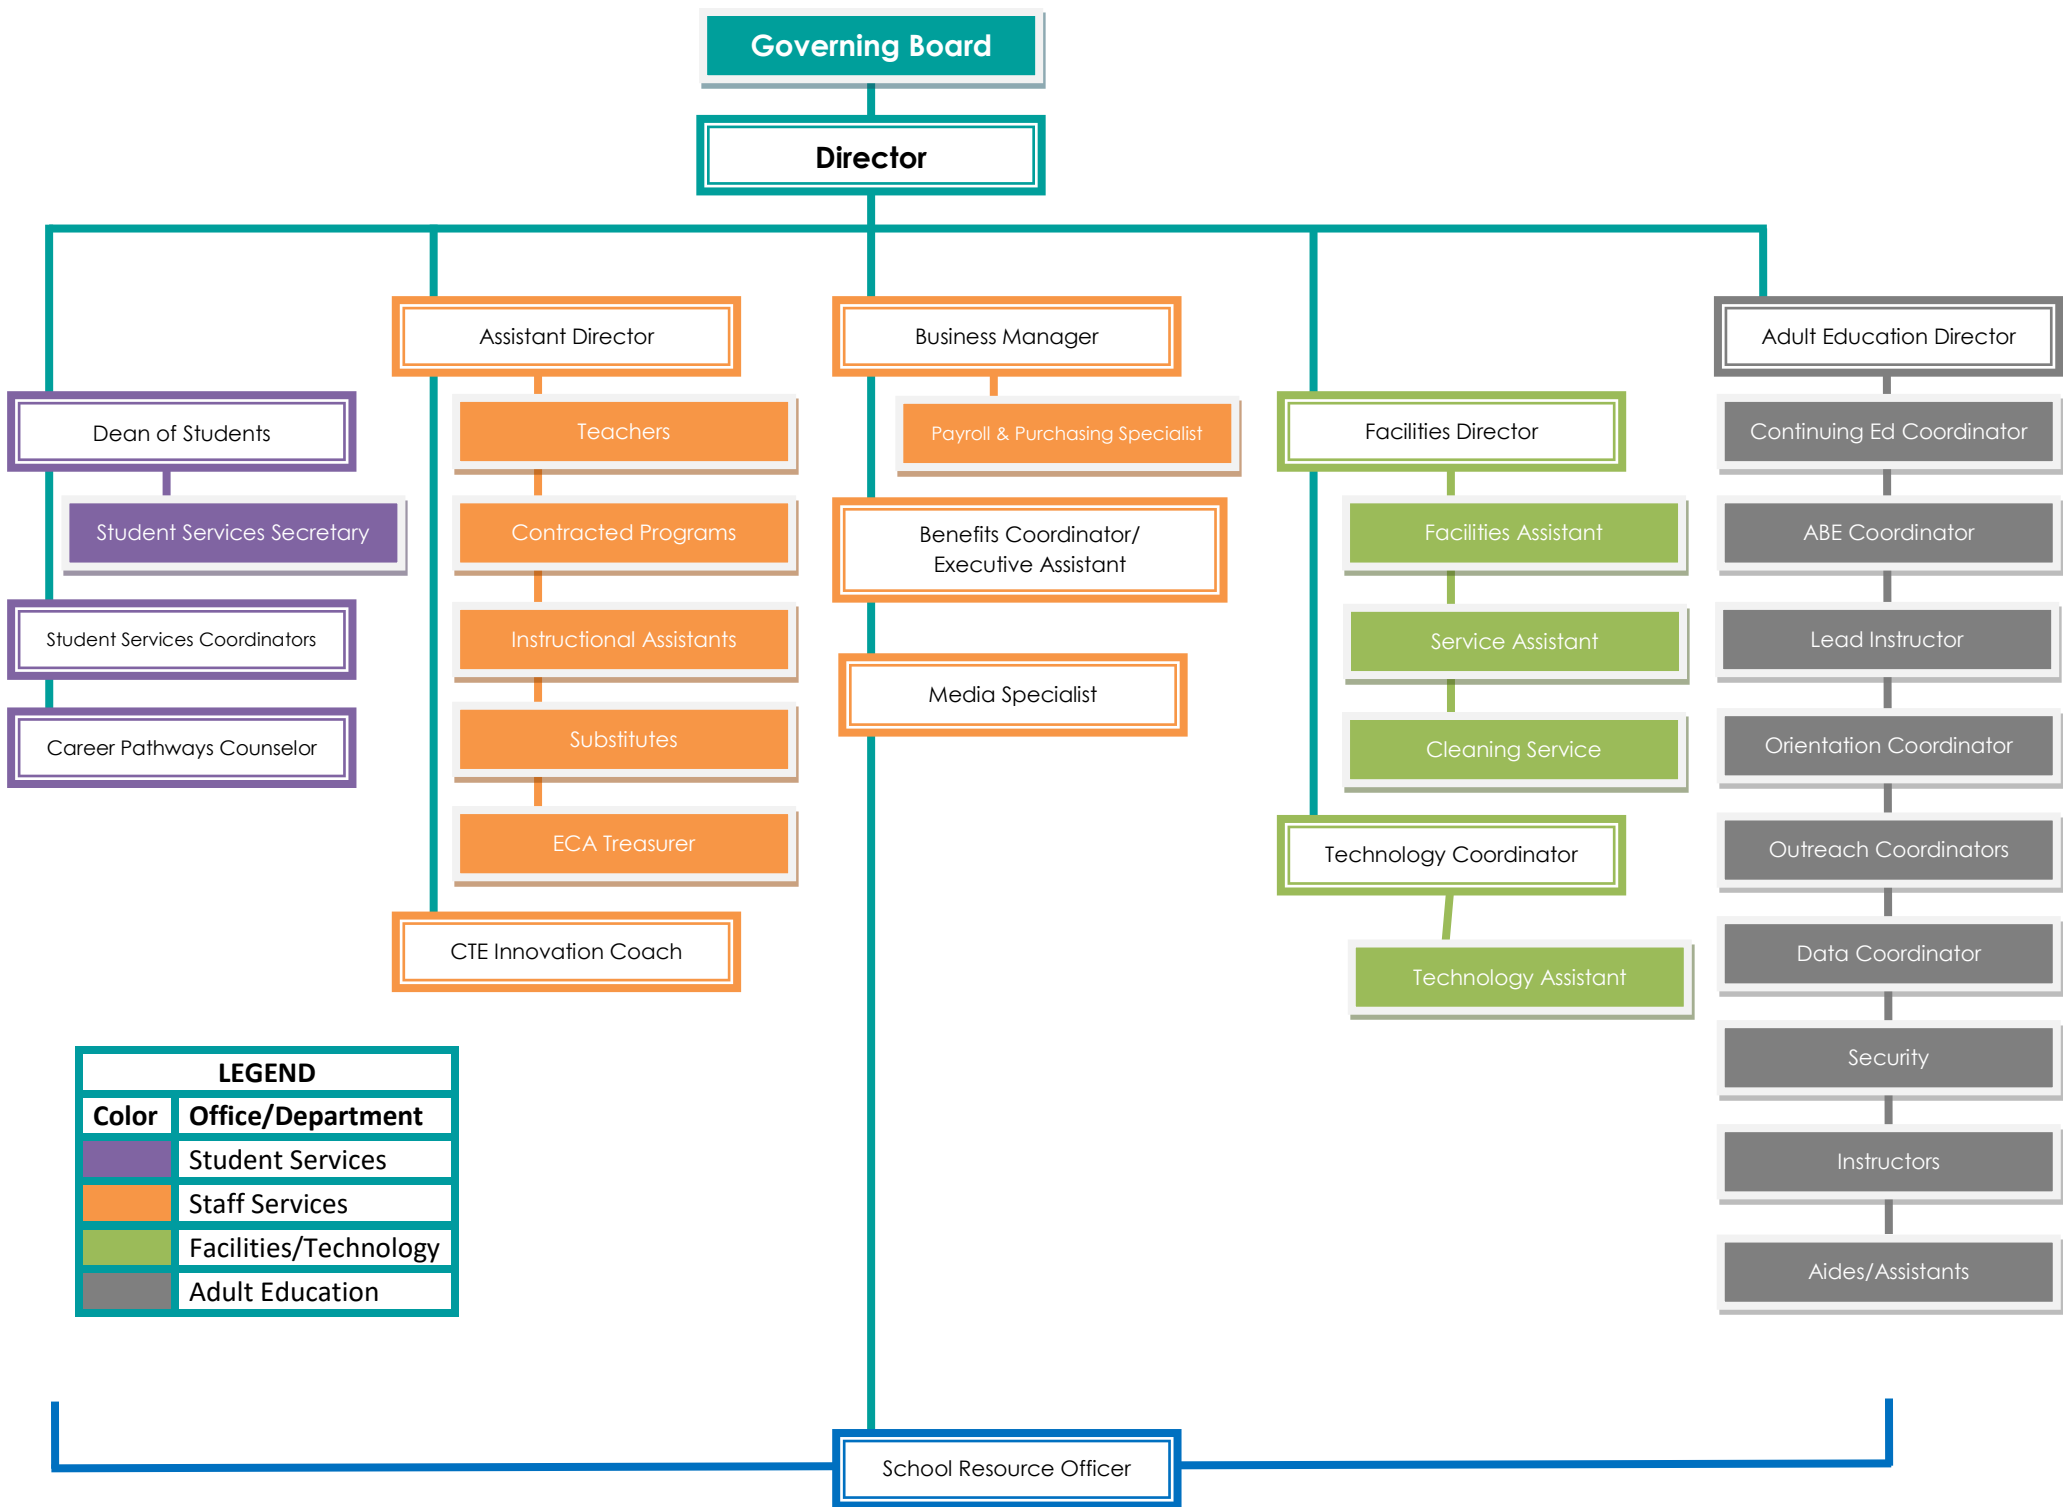 Governing Board
Director
Dean of Students
Student Services Secretary
Student Services Coordinators
Career Pathways Counselor
Assistant Director
Teachers
Contracted Programs
Instructional Assistants
Substitutes
ECA Treasurer
CTE Innovation Coach
Business Manager
Payroll & Purchasing Specialist
Benefits Coordinator/
Executive Assistant
Media Specialist
Facilities Director
Facilities Assistant
Service Assistant
Cleaning Service
Technology Coordinator
Technology Assistant
Adult Education Director
Continuing Ed Coordinator
ABE Coordinator
Lead Instructor
Orientation Coordinator
Outreach Coordinators
Data Coordinator
Security
Instructors
Aides/Assistants
LEGEND
Color Office/Department
Student Services
Staff Services
Facilities/Technology
Adult Education
School Resource Officer